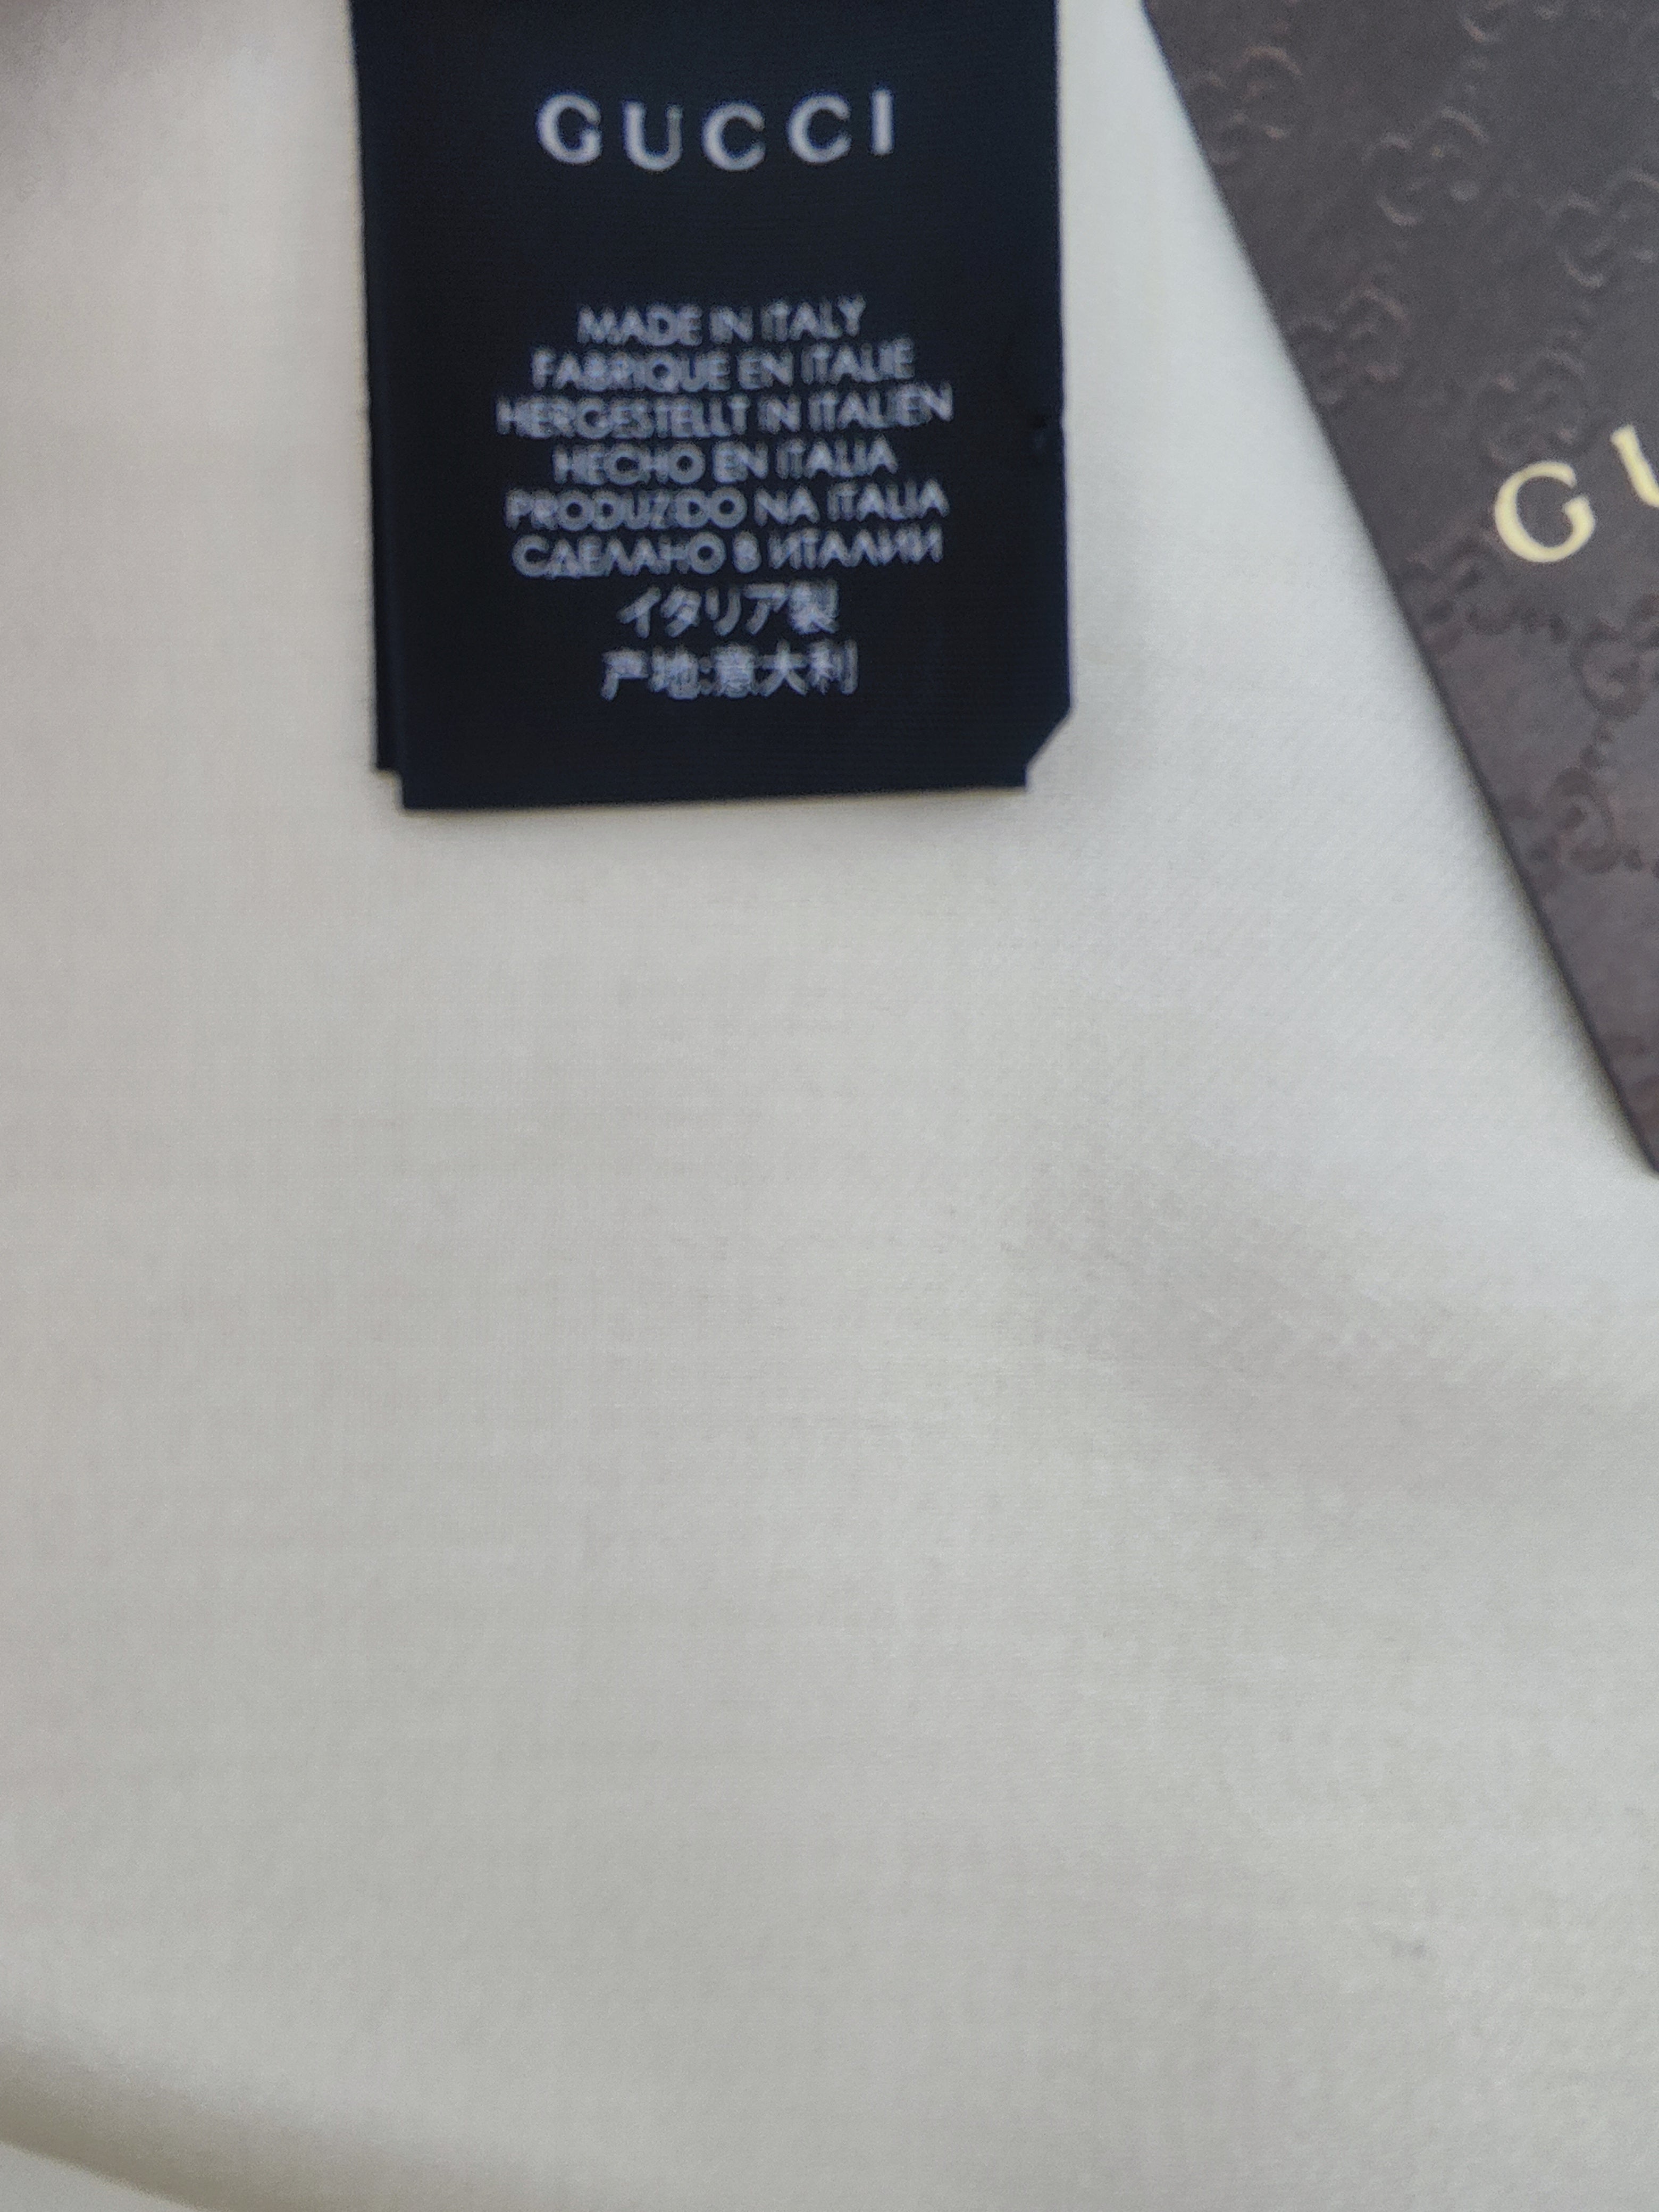 GUCCI
MADE IN ITALY
FABRIQUE EN ITALIE
HERGESTELLT IN ITALIEN
HECHO EN ITALIA
PRODUZIDO NA ITALIA
СДЕЛАНО В ИТАЛИИ
イタリア製
产地:意大利
GU